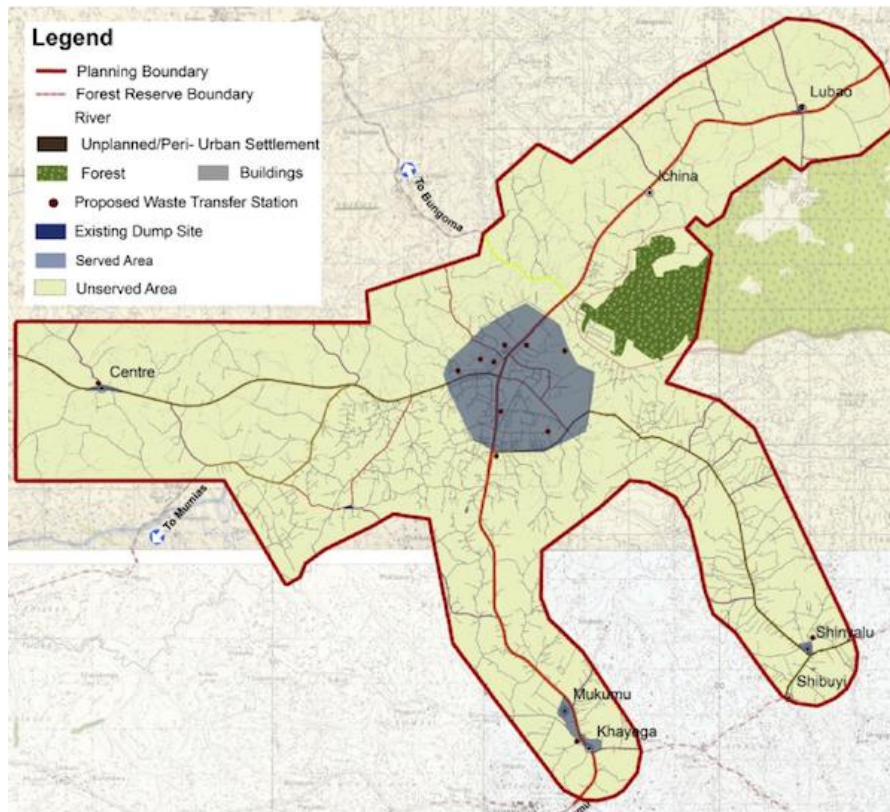 Legend
Planning Boundary
Forest Reserve Boundary
River
Unplanned/Peri- Urban Settlement
Forest
Buildings
Proposed Waste Transfer Station
Existing Dump Site
Served Area
Unserved Area
To Bungoma
Lubao
Ichina
Centre
To Mumias
Shinyalu
Shibuyi
Mukumu
Khayega